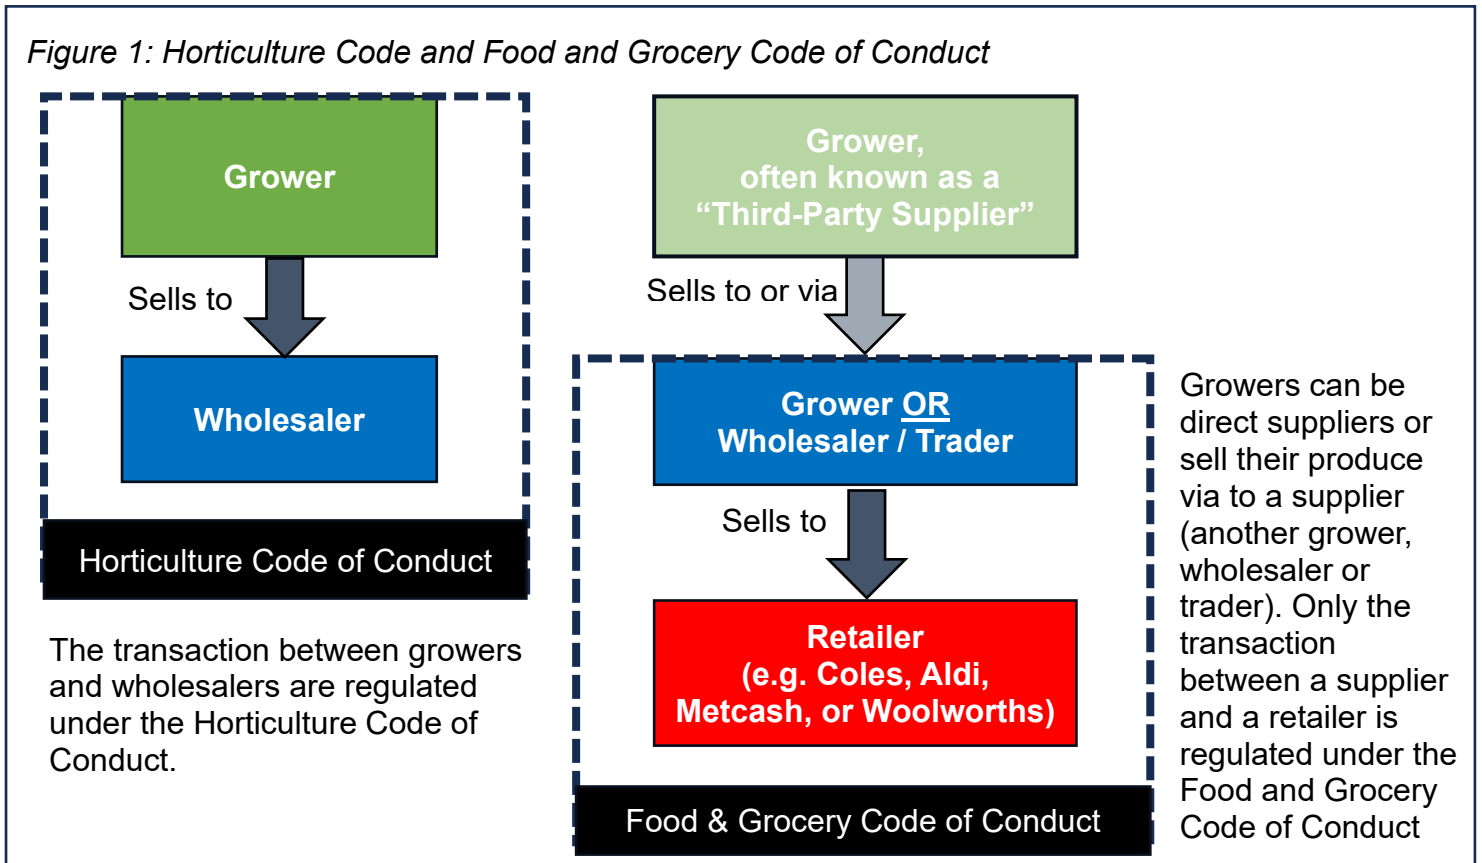 Figure 1: Horticulture Code and Food and Grocery Code of Conduct
Grower
Sells to
Wholesaler
Horticulture Code of Conduct
The transaction between growers
and wholesalers are regulated
under the Horticulture Code of
Conduct.
Grower,
often known as a
“Third-Party Supplier”
Sells to or via
Grower OR
Wholesaler / Trader
Sells to
Retailer
(e.g. Coles, Aldi,
Metcash, or Woolworths)
Food & Grocery Code of Conduct
Growers can be
direct suppliers or
sell their produce
via to a supplier
(another grower,
wholesaler or
trader). Only the
transaction
between a supplier
and a retailer is
regulated under the
Food and Grocery
Code of Conduct